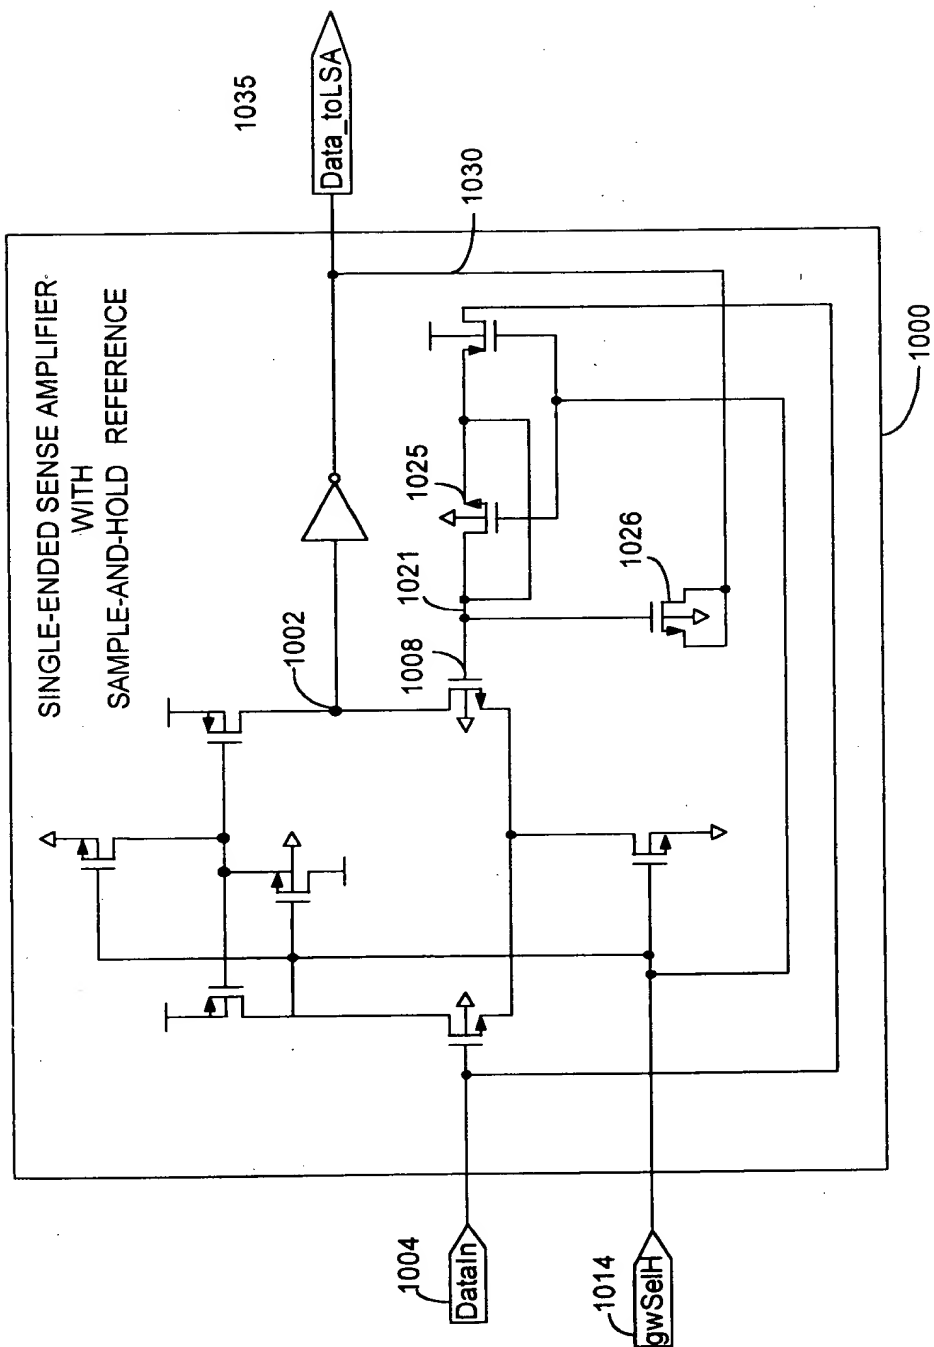 SINGLE-ENDED SENSE AMPLIFIER
WITH
SAMPLE-AND-HOLD REFERENCE
1035
Data_toLSA
1030
1002
1025
1021
1008
1026
1004
DataIn
1014
gwSelH
1000